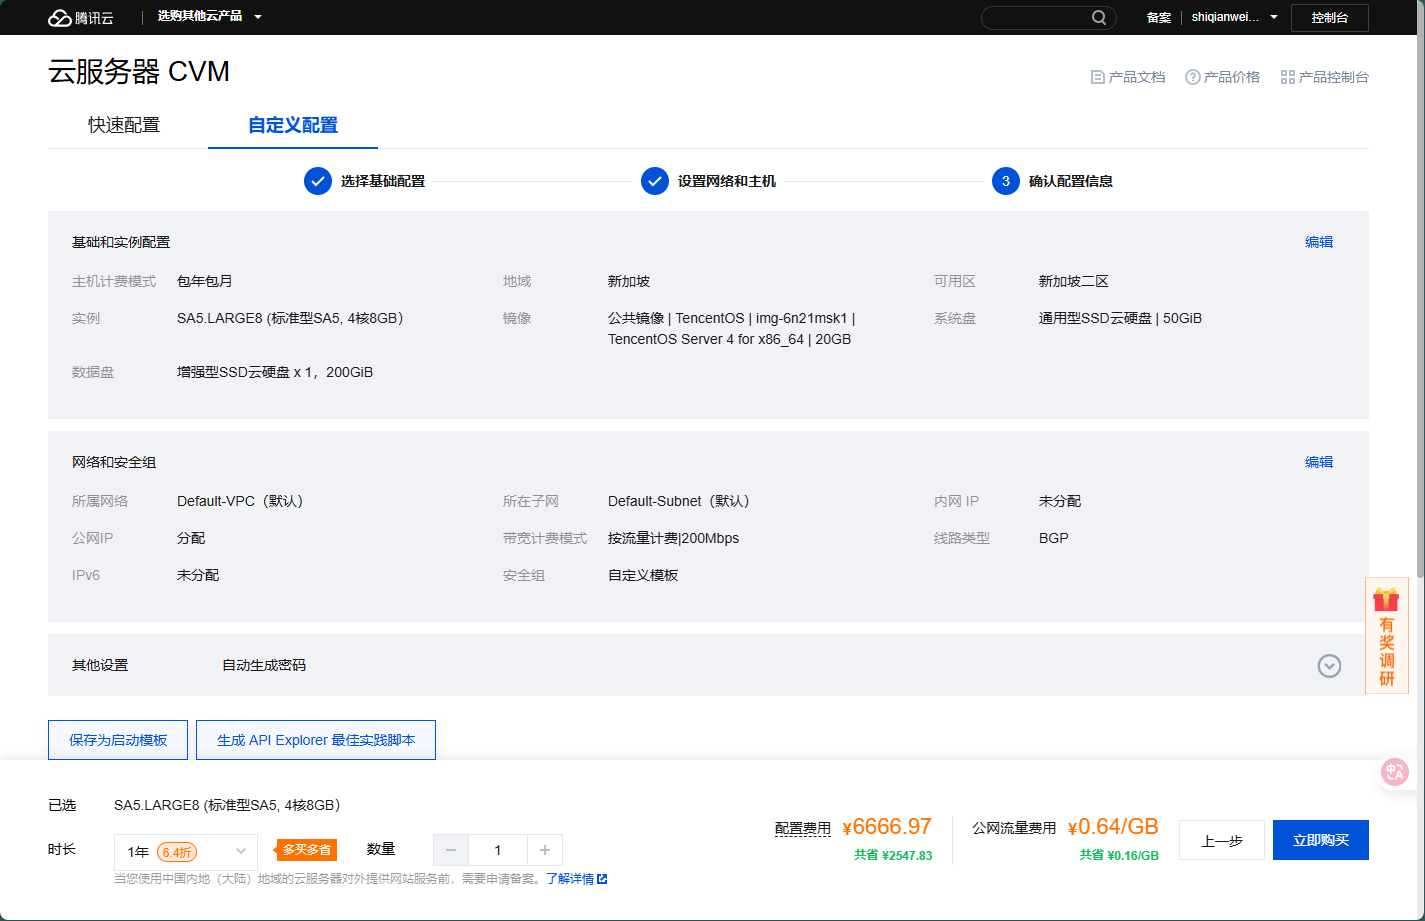 腾讯云
选购其他云产品
备案
shiqianwei...
控制台
云服务器 CVM
产品文档
产品价格
产品控制台
快速配置
自定义配置
选择基础配置
设置网络和主机
3 确认配置信息
基础和实例配置
编辑
主机计费模式 包年包月
地域 新加坡
可用区 新加坡二区
实例 SA5.LARGE8 (标准型SA5, 4核8GB)
镜像 公共镜像 | TencentOS | img-6n21msk1 |
TencentOS Server 4 for x86_64 | 20GB
系统盘 通用型SSD云硬盘 | 50GiB
数据盘 增强型SSD云硬盘 x 1，200GiB
网络和安全组
编辑
所属网络 Default-VPC（默认）
所在子网 Default-Subnet（默认）
内网 IP 未分配
公网IP 分配
带宽计费模式 按流量计费|200Mbps
线路类型 BGP
IPv6 未分配
安全组 自定义模板
其他设置 自动生成密码
有奖调研
保存为启动模板
生成 API Explorer 最佳实践脚本
中A
已选 SA5.LARGE8 (标准型SA5, 4核8GB)
时长 1年 6.4折
多买多省
数量 1
当您使用中国内地（大陆）地域的云服务器对外提供网站服务前，需要申请备案。了解详情
配置费用 ¥6666.97
共省 ¥2547.83
公网流量费用 ¥0.64/GB
共省 ¥0.16/GB
上一步
立即购买